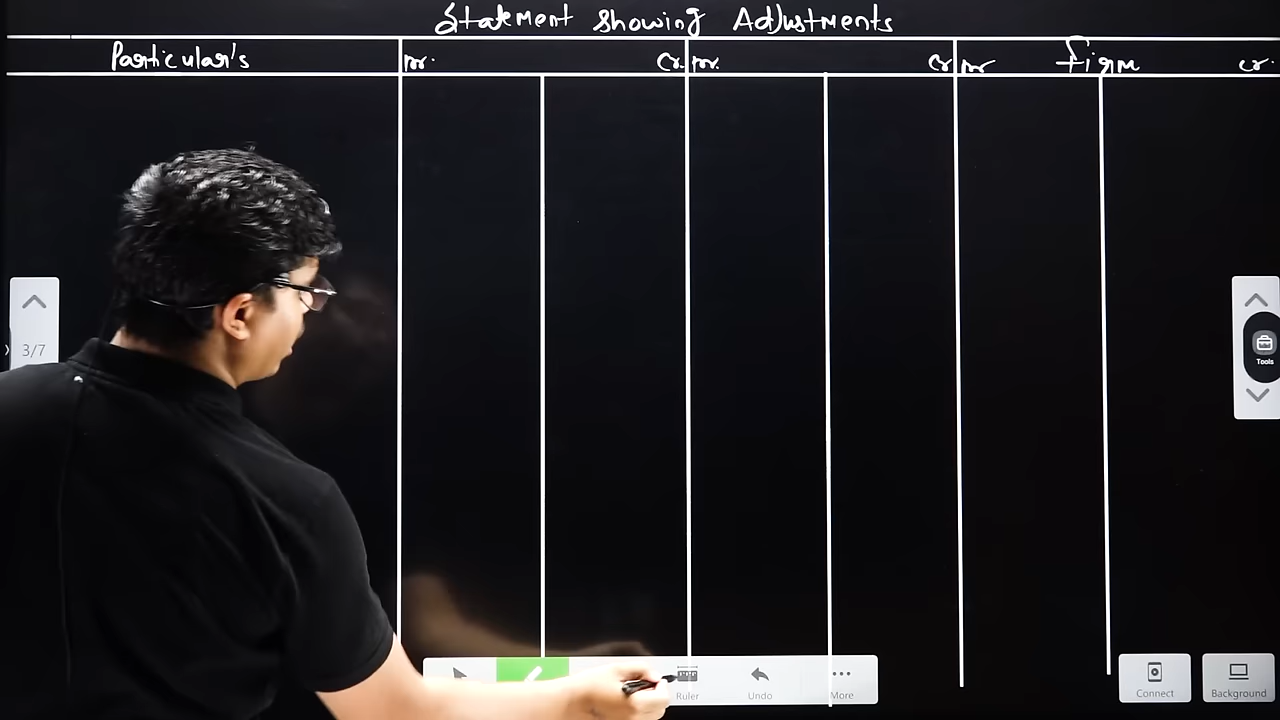 Statement showing Adjustments
Particular's Dr. Cr. Dr. Cr Dr firm cr.
3/7
Tools
Ruler Undo More
Connect Background